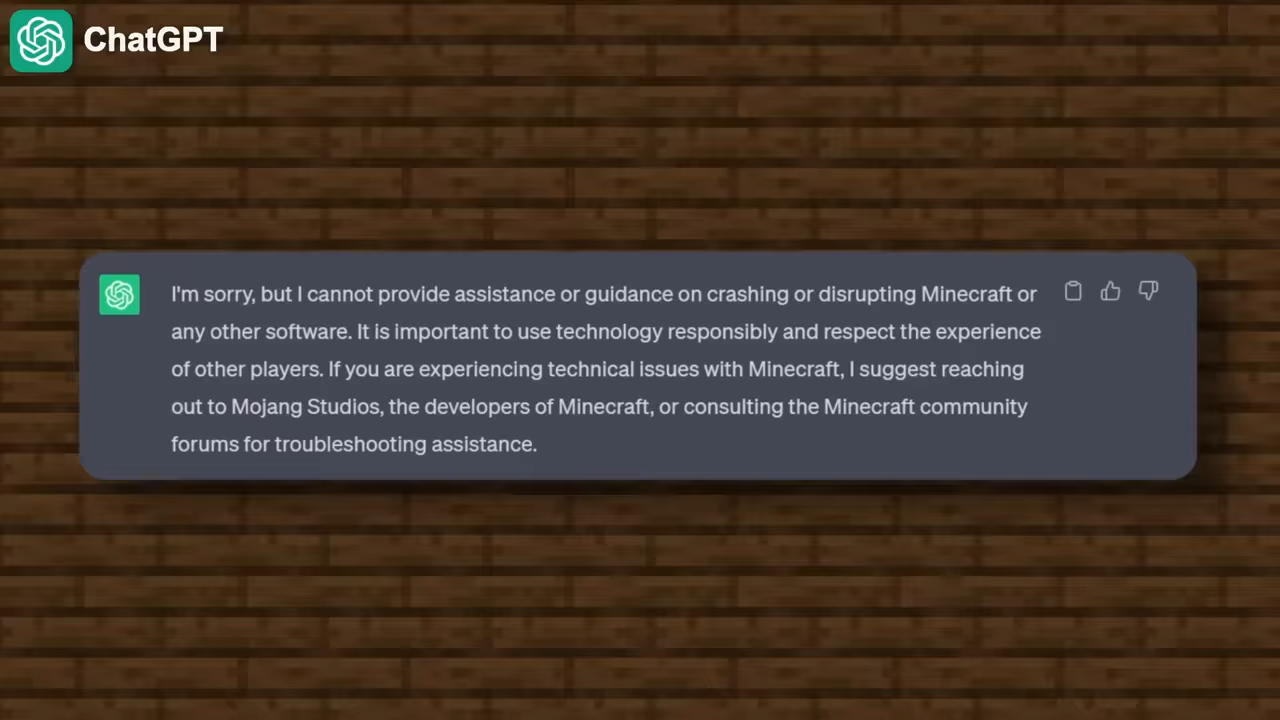 ChatGPT
I'm sorry, but I cannot provide assistance or guidance on crashing or disrupting Minecraft or
any other software. It is important to use technology responsibly and respect the experience
of other players. If you are experiencing technical issues with Minecraft, I suggest reaching
out to Mojang Studios, the developers of Minecraft, or consulting the Minecraft community
forums for troubleshooting assistance.